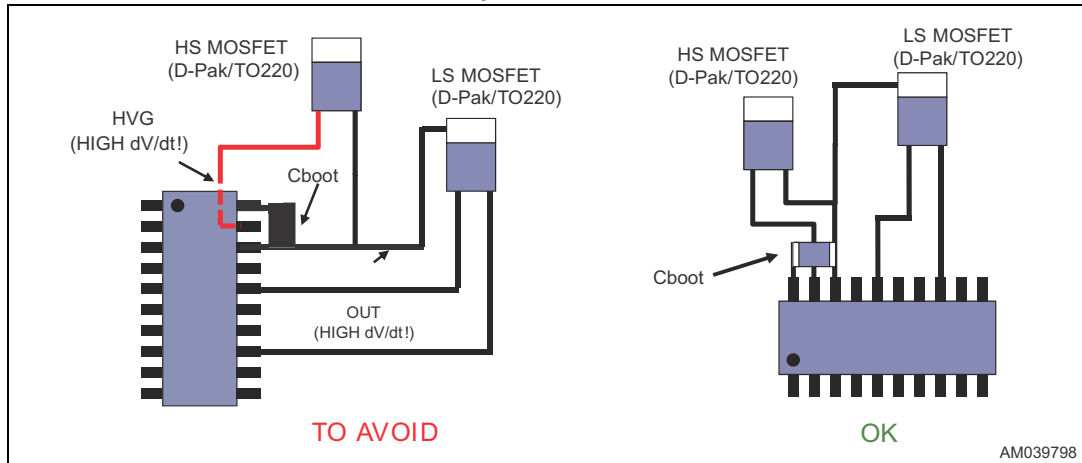 HS MOSFET
(D-Pak/TO220)
LS MOSFET
(D-Pak/TO220)
HVG
(HIGH dV/dt!)
Cboot
OUT
(HIGH dV/dt!)
TO AVOID
LS MOSFET
(D-Pak/TO220)
HS MOSFET
(D-Pak/TO220)
Cboot
OK
AM039798